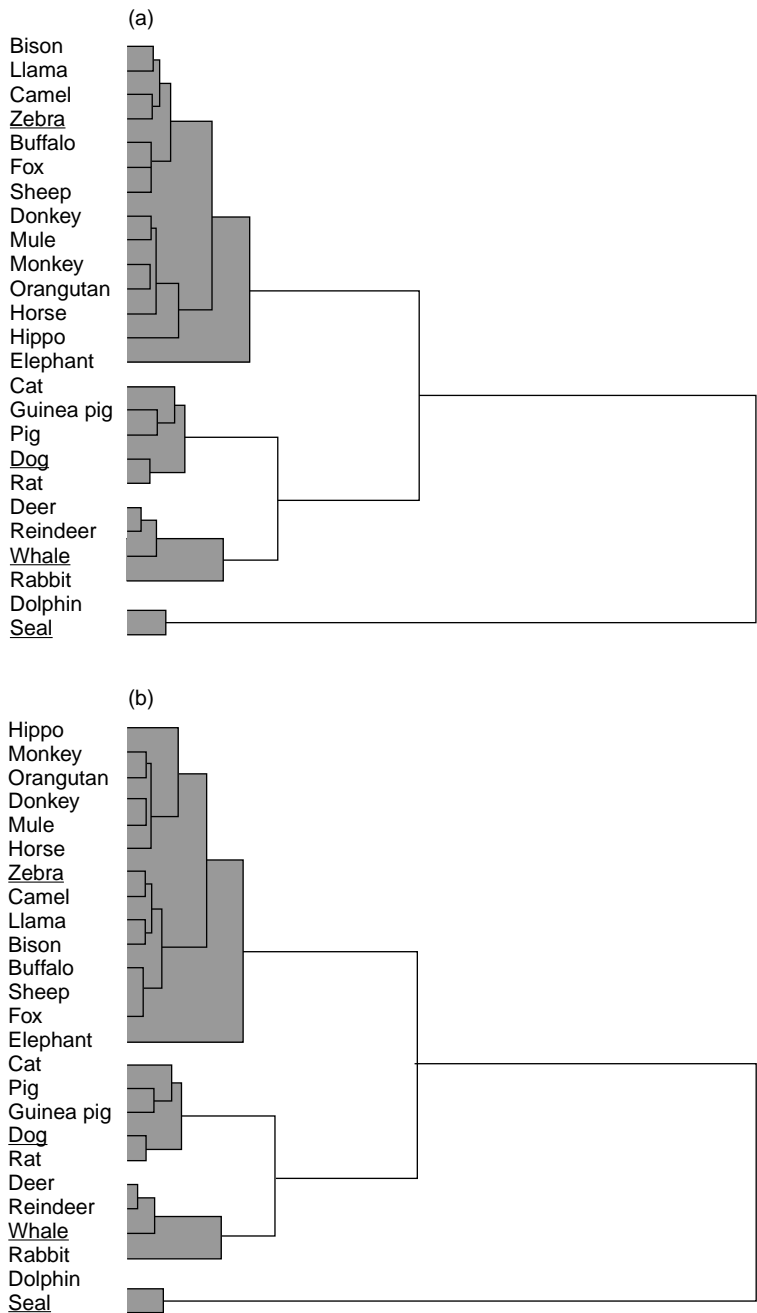 (a)
Bison
Llama
Camel
Zebra
Buffalo
Fox
Sheep
Donkey
Mule
Monkey
Orangutan
Horse
Hippo
Elephant
Cat
Guinea pig
Pig
Dog
Rat
Deer
Reindeer
Whale
Rabbit
Dolphin
Seal
(b)
Hippo
Monkey
Orangutan
Donkey
Mule
Horse
Zebra
Camel
Llama
Bison
Buffalo
Sheep
Fox
Elephant
Cat
Pig
Guinea pig
Dog
Rat
Deer
Reindeer
Whale
Rabbit
Dolphin
Seal